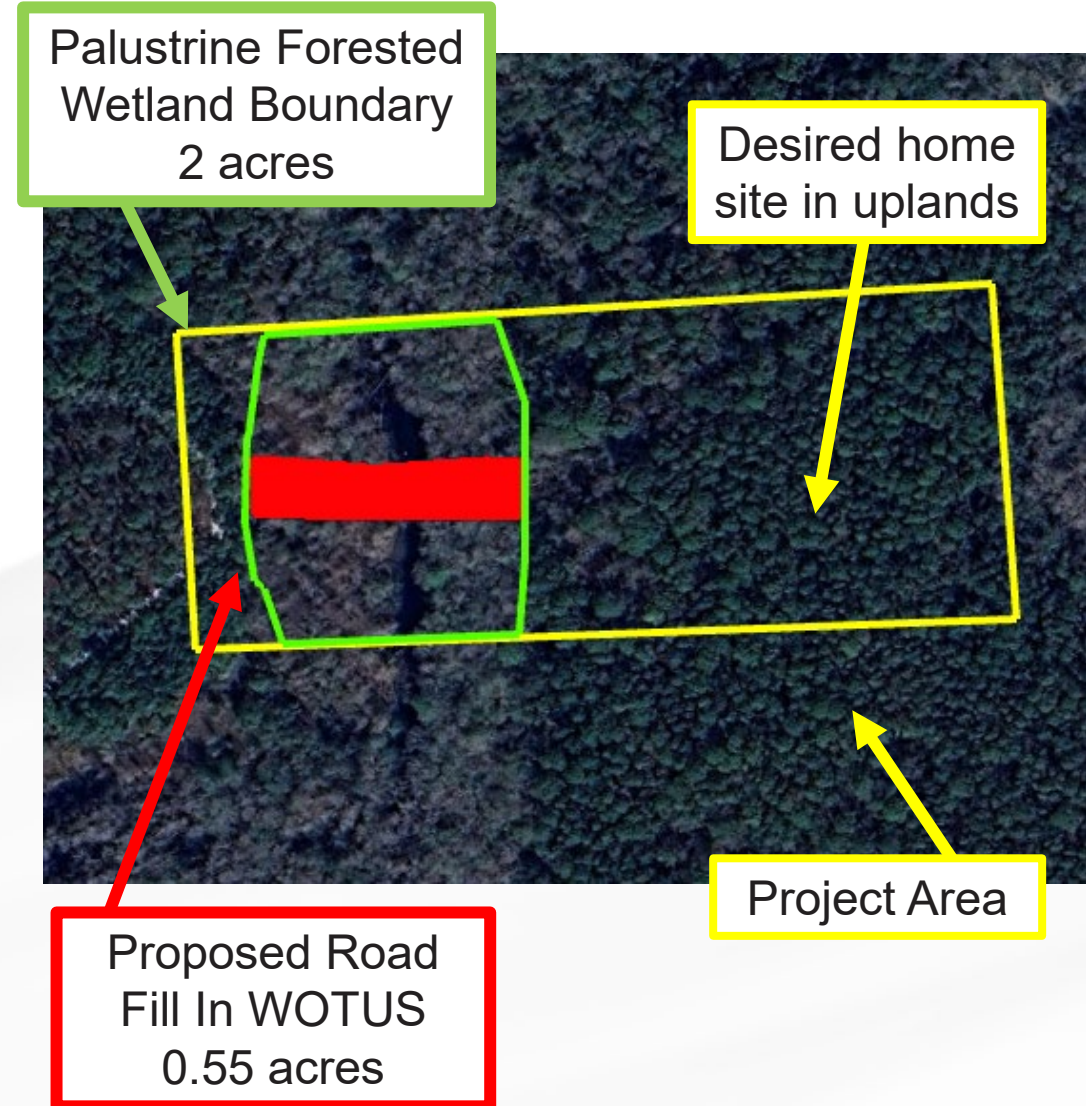 Palustrine Forested
Wetland Boundary
2 acres
Desired home
site in uplands
Project Area
Proposed Road
Fill In WOTUS
0.55 acres